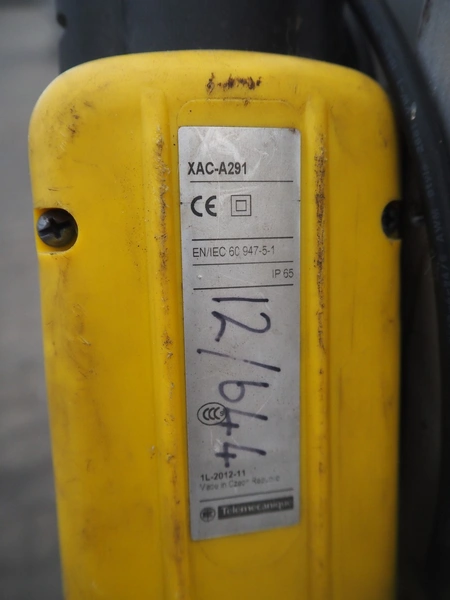 XAC-A291
CE
EN/IEC 60 947-5-1
IP 65
12/644
CCC
1L-2012-11
Made in Czech Republic
Telemecanique